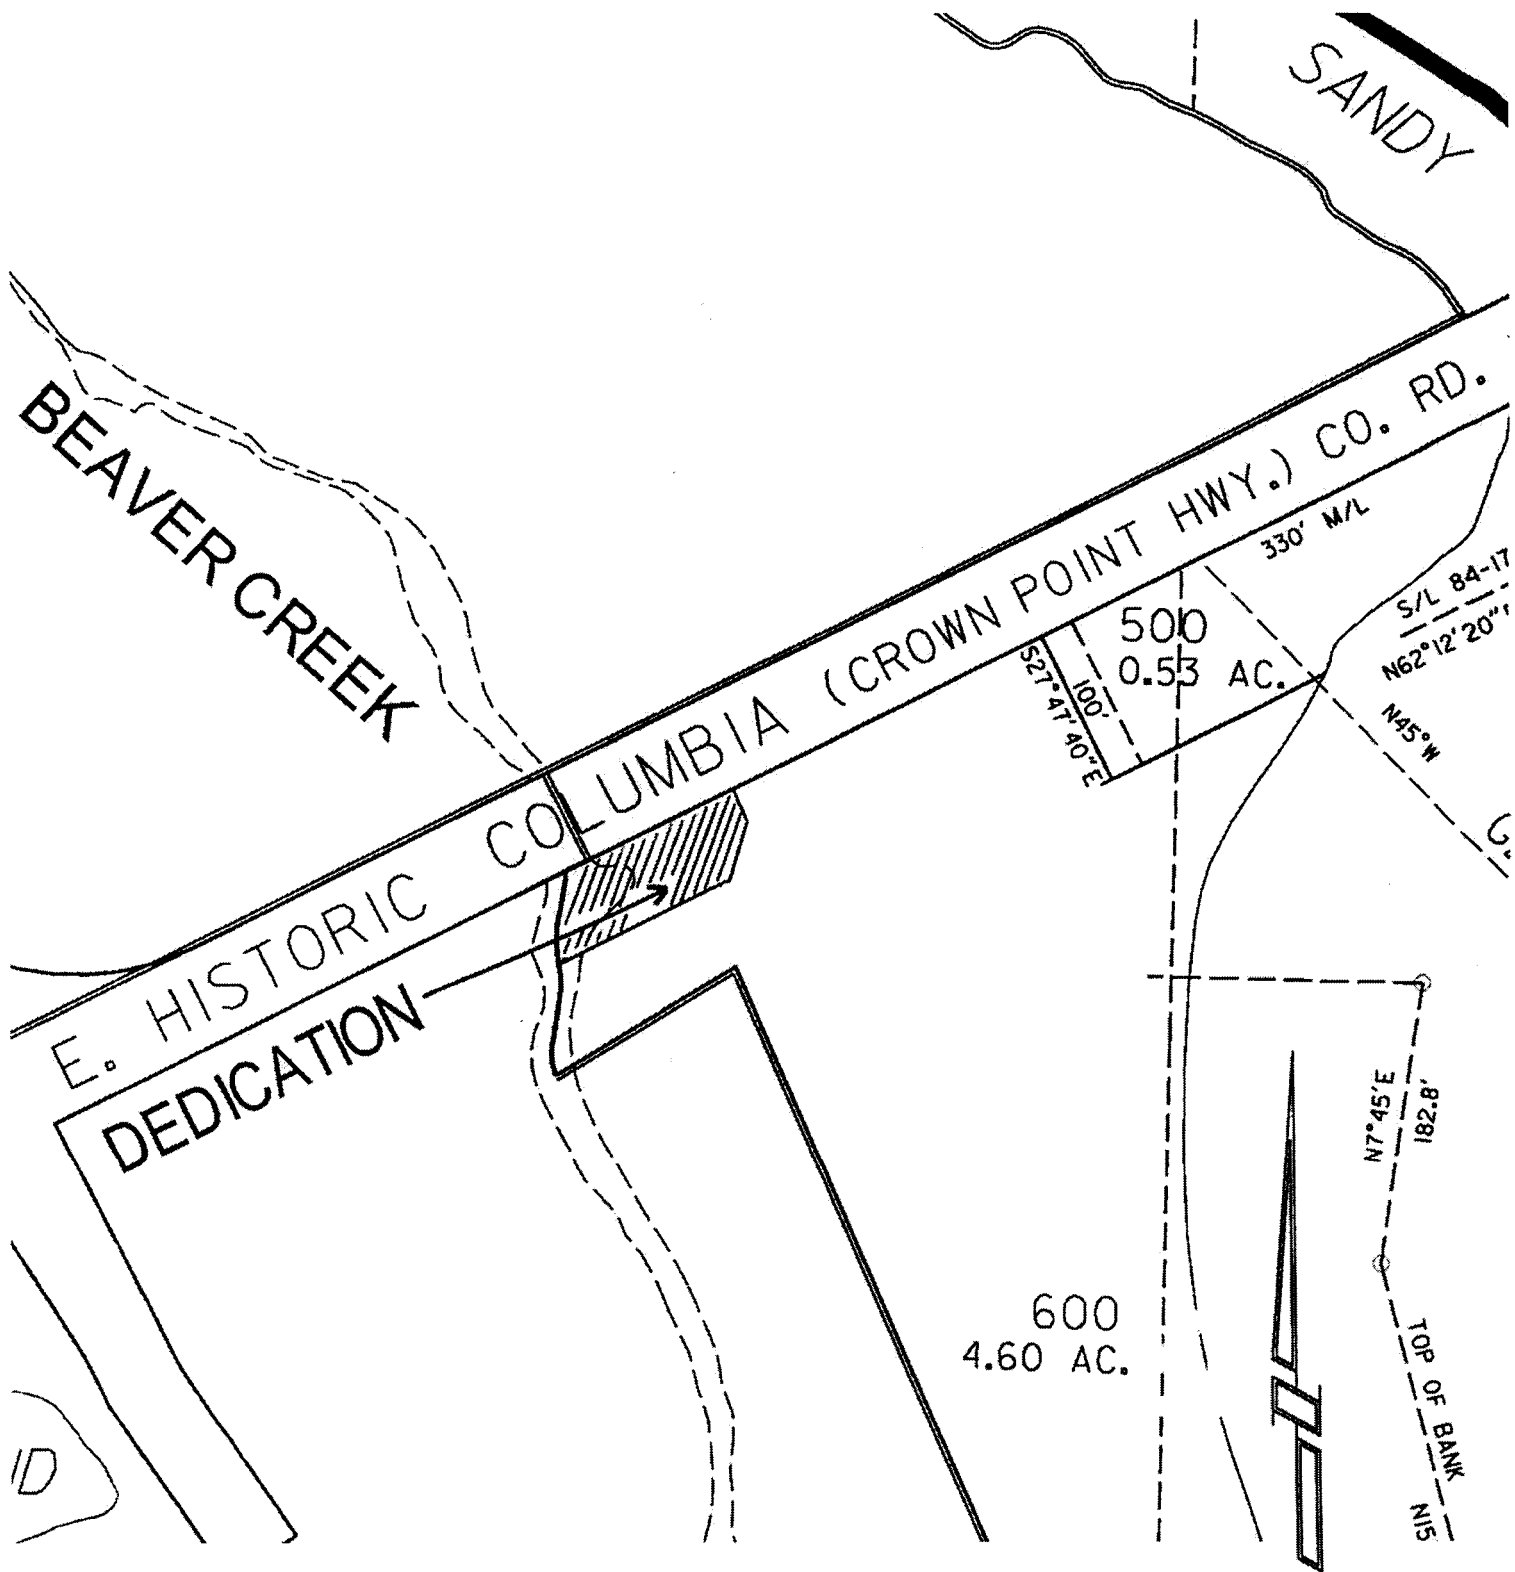 SANDY
BEAVER CREEK
E. HISTORIC COLUMBIA (CROWN POINT HWY.) CO. RD.
330' M/L
S/L 84-17
N62°12'20"
500
0.53 AC.
100'
S27°47'40"E
N45°W
DEDICATION
N7°45'E
182.8'
600
4.60 AC.
TOP OF BANK
N15